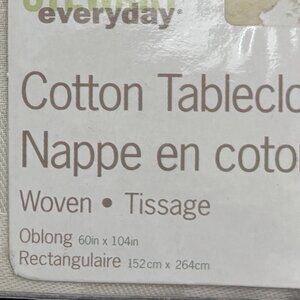 everyday
Cotton Tableclo
Nappe en coto
Woven • Tissage
Oblong 60in x 104in
Rectangulaire 152cm x 264cm